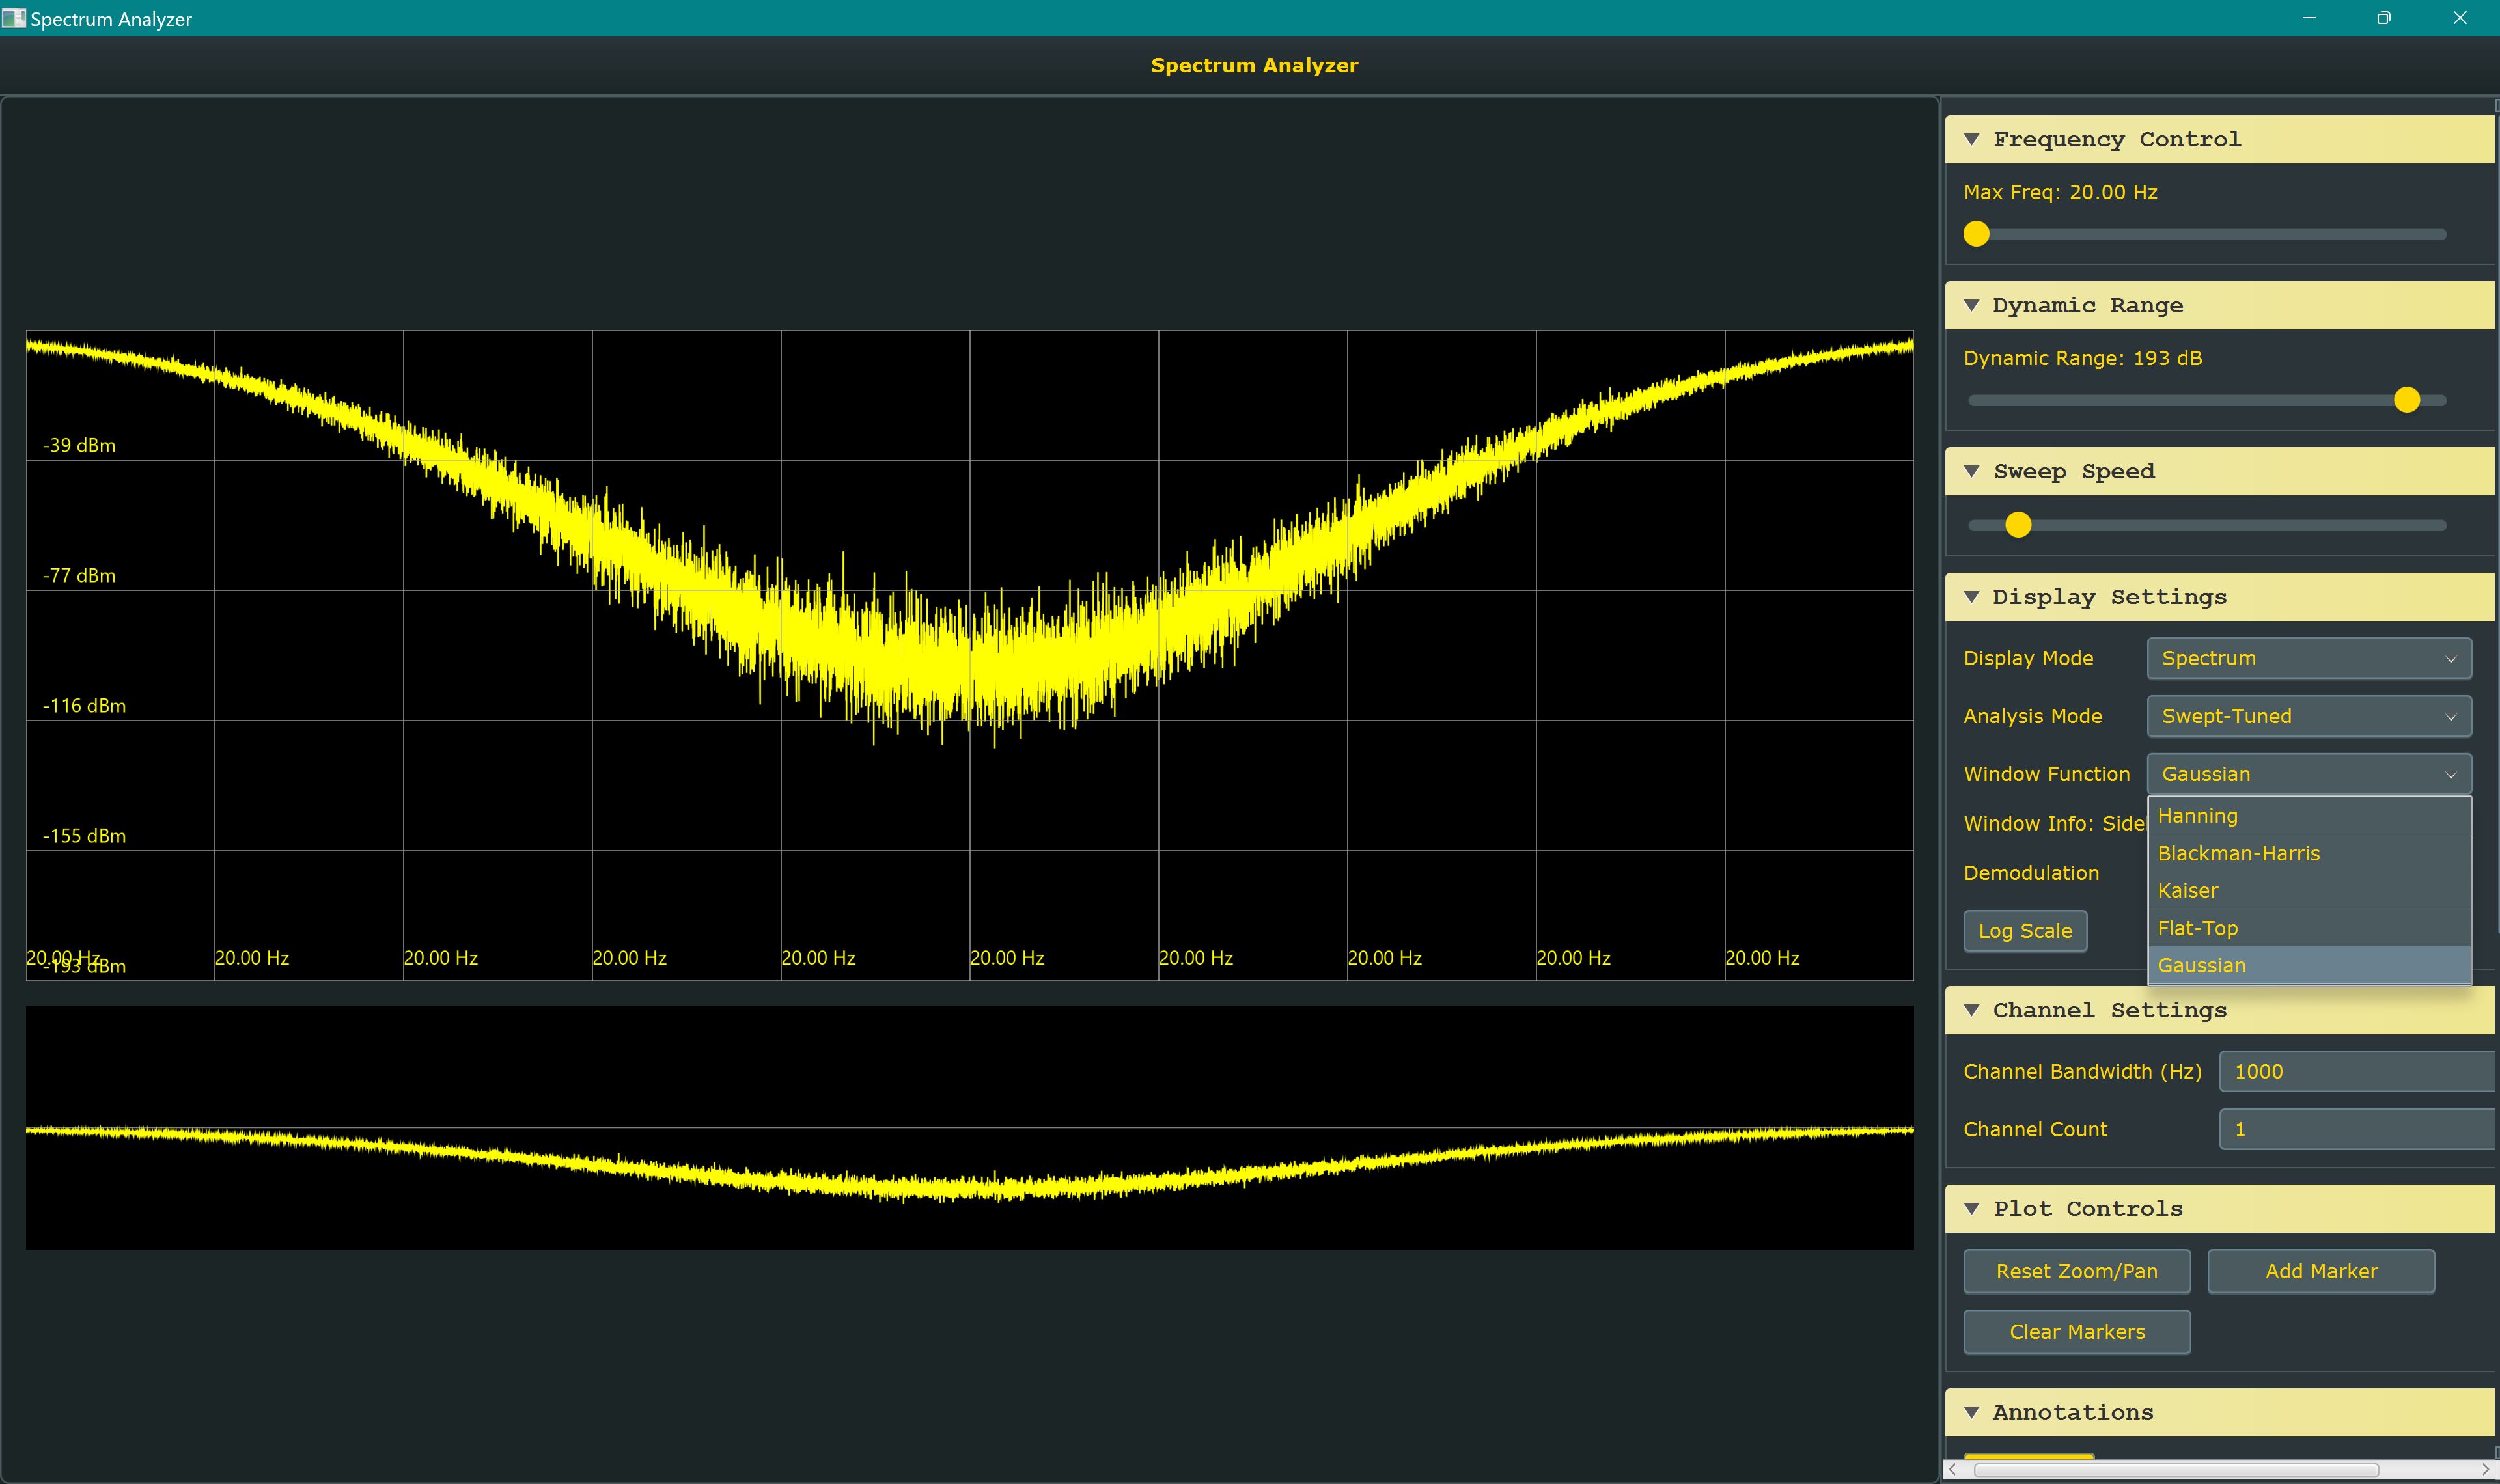 Spectrum Analyzer
Spectrum Analyzer
-39 dBm
-77 dBm
-116 dBm
-155 dBm
-193 dBm
20.00 Hz 20.00 Hz 20.00 Hz 20.00 Hz 20.00 Hz 20.00 Hz 20.00 Hz 20.00 Hz 20.00 Hz 20.00 Hz
Frequency Control
Max Freq: 20.00 Hz
Dynamic Range
Dynamic Range: 193 dB
Sweep Speed
Display Settings
Display Mode Spectrum
Analysis Mode Swept-Tuned
Window Function Gaussian
Hanning
Window Info: Side
Blackman-Harris
Demodulation
Kaiser
Flat-Top
Log Scale
Gaussian
Channel Settings
Channel Bandwidth (Hz) 1000
Channel Count 1
Plot Controls
Reset Zoom/Pan Add Marker
Clear Markers
Annotations